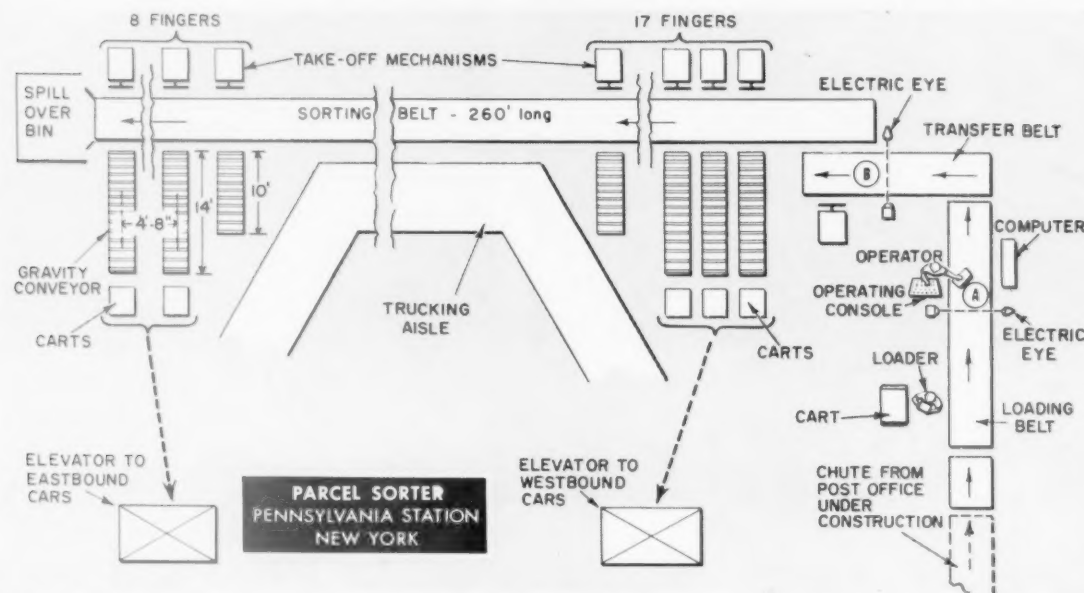 8 FINGERS
17 FINGERS
TAKE-OFF MECHANISMS
ELECTRIC EYE
SPILL
OVER
BIN
SORTING BELT - 260' long
TRANSFER BELT
B
10'
14'
4'-8"
COMPUTER
OPERATOR
GRAVITY
CONVEYOR
OPERATING
CONSOLE
A
TRUCKING
AISLE
CARTS
CARTS
ELECTRIC
EYE
LOADER
CART
LOADING
BELT
ELEVATOR TO
EASTBOUND
CARS
ELEVATOR TO
WESTBOUND
CARS
CHUTE FROM
POST OFFICE
UNDER
CONSTRUCTION
PARCEL SORTER
PENNSYLVANIA STATION
NEW YORK